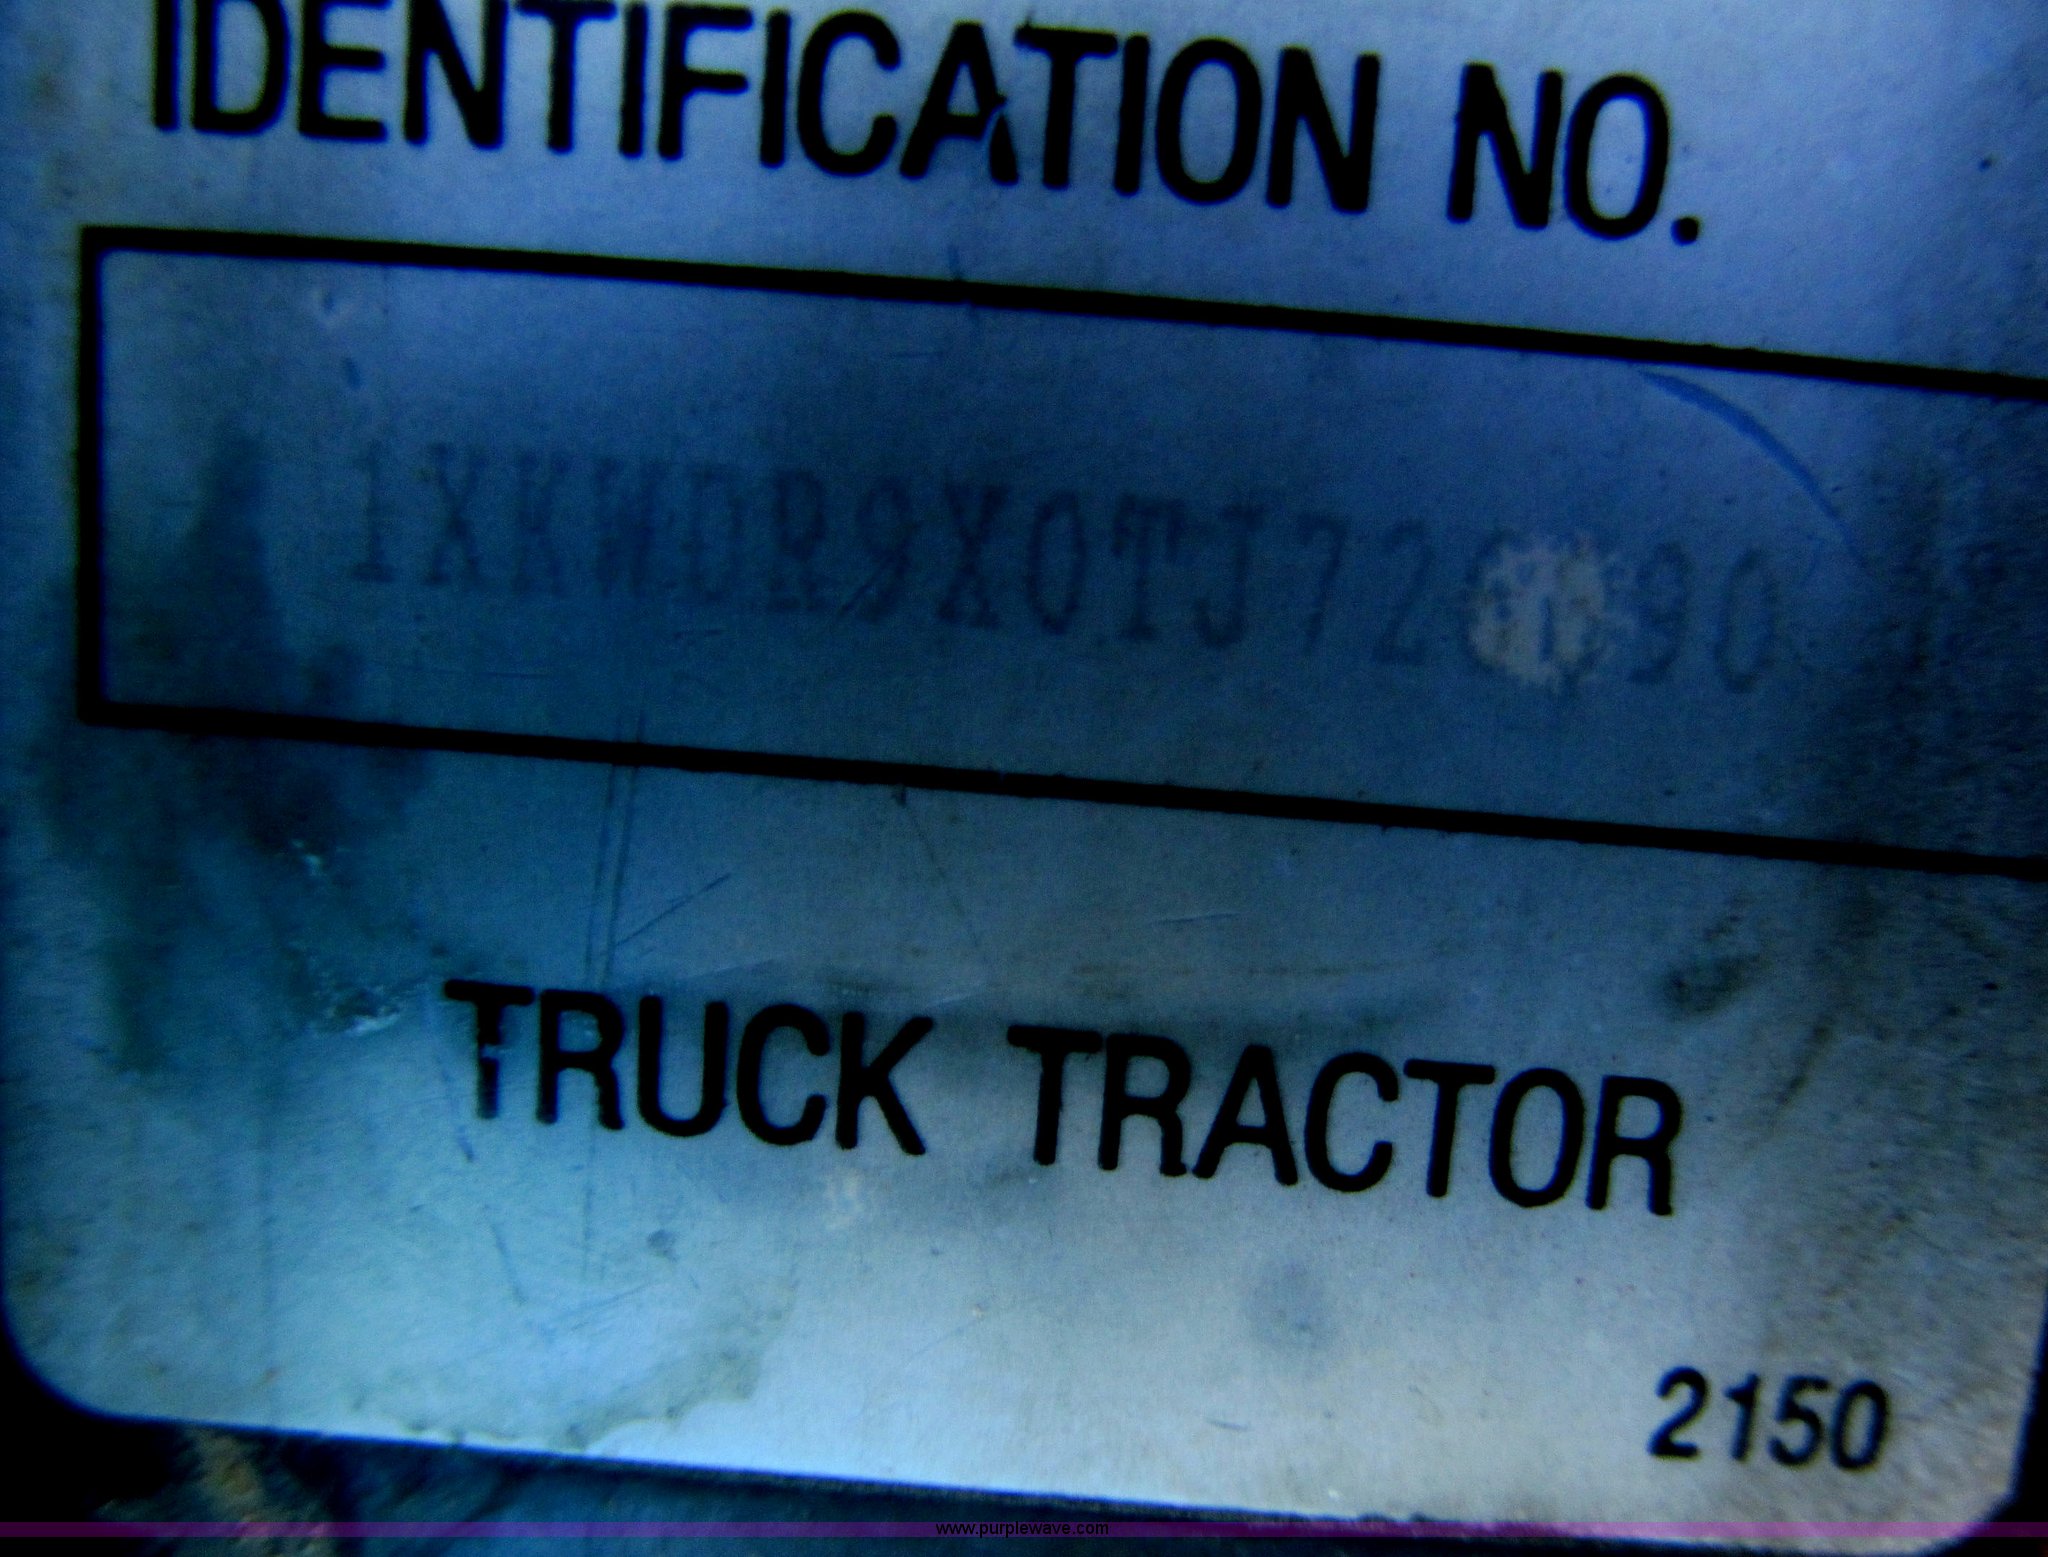 IDENTIFICATION NO.
TRUCK TRACTOR
2150
www.purplewave.com